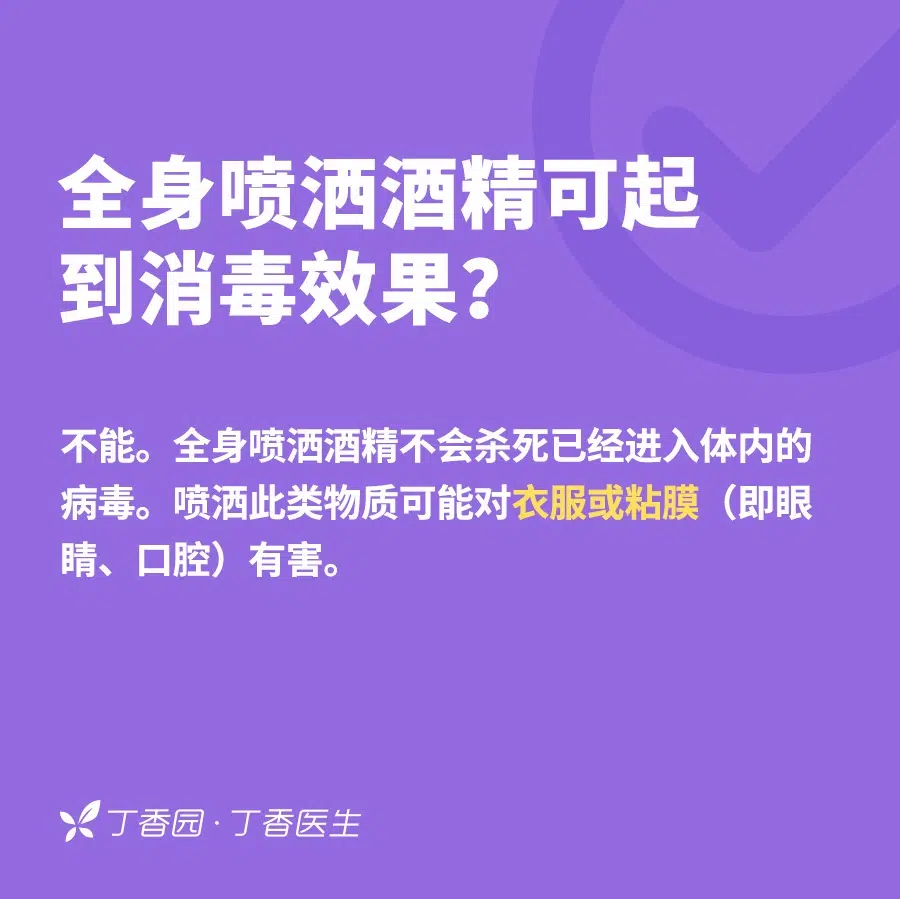 全身喷洒酒精可起
到消毒效果？
不能。全身喷洒酒精不会杀死已经进入体内的
病毒。喷洒此类物质可能对衣服或粘膜（即眼
睛、口腔）有害。
丁香园·丁香医生